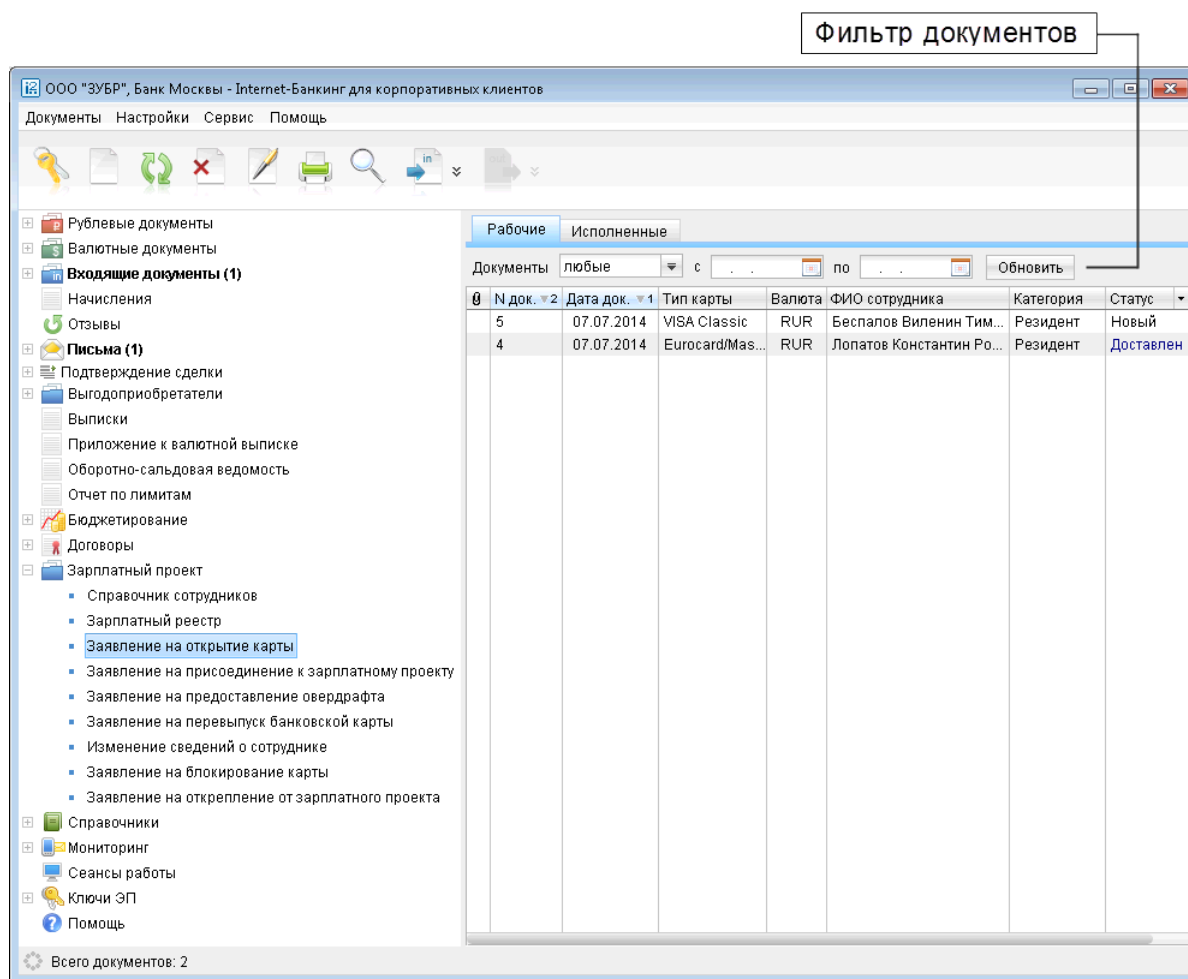 Фильтр документов
ООО "ЗУБР", Банк Москвы - Internet-Банкинг для корпоративных клиентов
Документы Настройки Сервис Помощь
in
Рублевые документы
Валютные документы
Входящие документы (1)
Начисления
Отзывы
Письма (1)
Подтверждение сделки
Выгодоприобретатели
Выписки
Приложение к валютной выписке
Оборотно-сальдовая ведомость
Отчет по лимитам
Бюджетирование
Договоры
Зарплатный проект
Справочник сотрудников
Зарплатный реестр
Заявление на открытие карты
Заявление на присоединение к зарплатному проекту
Заявление на предоставление овердрафта
Заявление на перевыпуск банковской карты
Изменение сведений о сотруднике
Заявление на блокирование карты
Заявление на открепление от зарплатного проекта
Справочники
Мониторинг
Сеансы работы
Ключи ЭП
Помощь
Рабочие Исполненные
Документы любые с . . по . . Обновить
N док. 2 Дата док. 1 Тип карты Валюта ФИО сотрудника Категория Статус
5 07.07.2014 VISA Classic RUR Беспалов Виленин Тим... Резидент Новый
4 07.07.2014 Eurocard/Mas... RUR Лопатов Константин Ро... Резидент Доставлен
Всего документов: 2